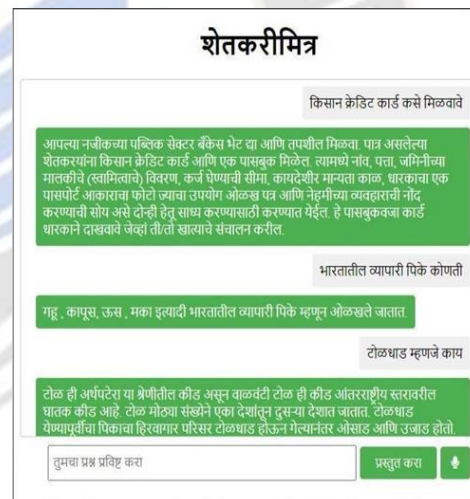 शेतकरीमित्र
किसान क्रेडिट कार्ड कसे मिळवावे
आपल्या नजीकच्या पब्लिक सेक्टर बँकेस भेट द्या आणि तपशील मिळवा. पात्र असलेल्या
शेतकरयांना किसान क्रेडिट कार्ड आणि एक पासबुक मिळेल. त्यामध्ये नांव, पत्ता, जमिनीच्या
मालकीचे (स्वामित्वाचे) विवरण, कर्ज घेण्याची सीमा, कायदेशीर मान्यता काळ, धारकाचा एक
पासपोर्ट आकाराचा फोटो ज्याचा उपयोग ओळख पत्र आणि नेहमीच्या व्यवहाराची नोंद
करण्याची सोय असे दोन्ही हेतू साध्य करण्यासाठी करण्यात येईल. हे पासबुकवजा कार्ड
धारकाने दाखवावे जेव्हां ती/तो खात्याचे संचालन करील.
भारतातील व्यापारी पिके कोणती
गहू , कापूस, ऊस , मका इत्यादी भारतातील व्यापारी पिके म्हणून ओळखले जातात.
टोळधाड म्हणजे काय
टोळ ही अर्धपटेरा या श्रेणीतील कीड असून वाळवंटी टोळ ही कीड आंतरराष्ट्रीय स्तरावरील
घातक कीड आहे. टोळ मोठ्या संख्येने एका देशांतून दुसऱ्या देशात जातात. टोळधाड
येण्यापूर्वीचा पिकाचा हिरवागार परिसर टोळधाड होऊन गेल्यानंतर ओसाड आणि उजाड होतो.
तुमचा प्रश्न प्रविष्ट करा
प्रस्तुत करा